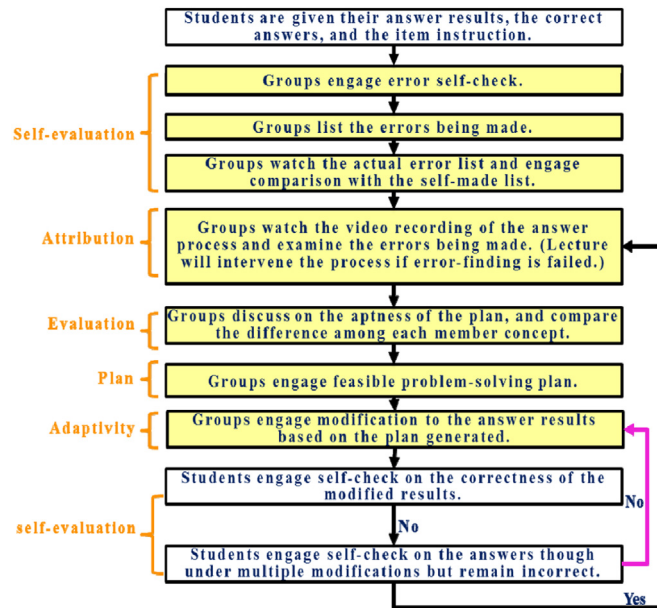 Students are given their answer results, the correct
answers, and the item instruction.
Groups engage error self-check.
Self-evaluation
Groups list the errors being made.
Groups watch the actual error list and engage
comparison with the self-made list.
Attribution
Groups watch the video recording of the answer
process and examine the errors being made. (Lecture
will intervene the process if error-finding is failed.)
Evaluation
Groups discuss on the aptness of the plan, and compare
the difference among each member concept.
Plan
Groups engage feasible problem-solving plan.
Adaptivity
Groups engage modification to the answer results
based on the plan generated.
Students engage self-check on the correctness of the
modified results.
No
self-evaluation
No
Students engage self-check on the answers though
under multiple modifications but remain incorrect.
Yes